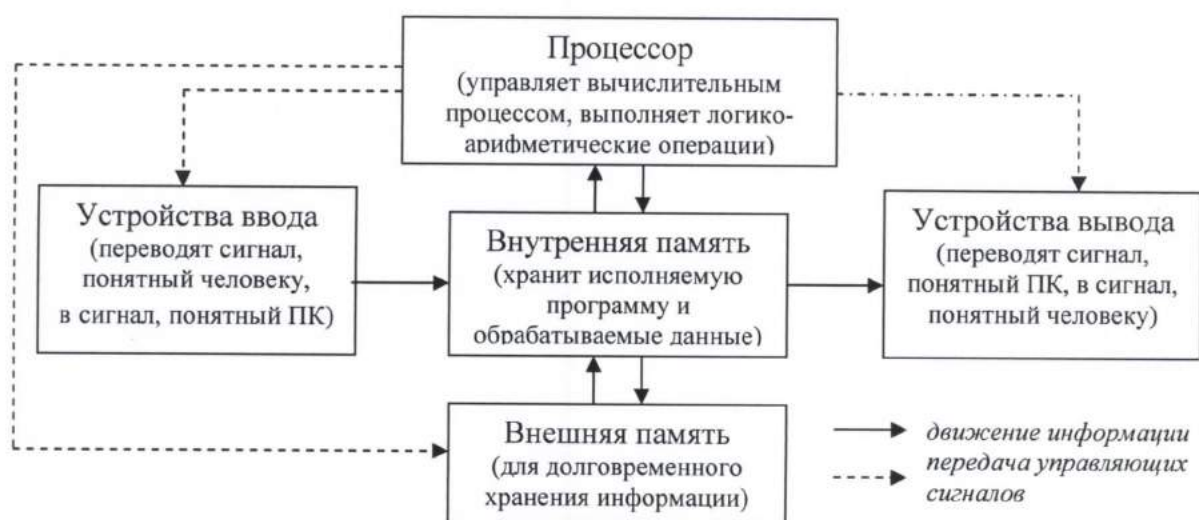 Процессор
(управляет вычислительным
процессом, выполняет логико-
арифметические операции)
Устройства ввода
(переводят сигнал,
понятный человеку,
в сигнал, понятный ПК)
Внутренняя память
(хранит исполняемую
программу и
обрабатываемые данные)
Устройства вывода
(переводят сигнал,
понятный ПК, в сигнал,
понятный человеку)
Внешняя память
(для долговременного
хранения информации)
движение информации
передача управляющих
сигналов